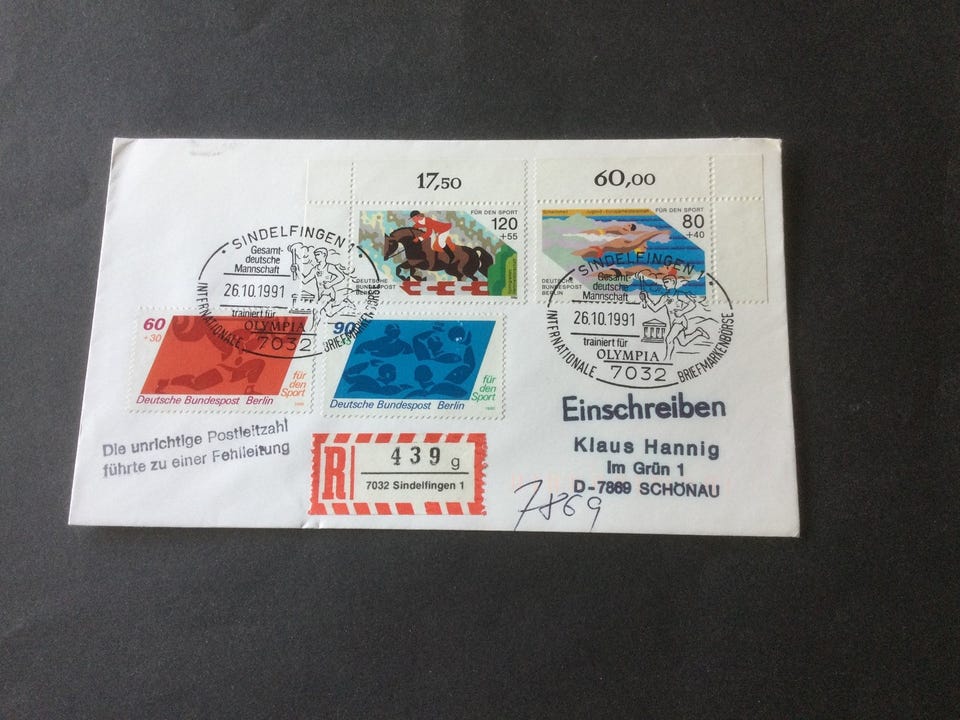 17,50
60,00
FÜR DEN SPORT
120
+55
DEUTSCHE
BUNDESPOST
BERLIN
FÜR DEN SPORT
80
+40
DEUTSCHE
BUNDESPOST
BERLIN
SINDELFINGEN 1
Gesamt-
deutsche
Mannschaft
26.10.1991
trainiert für
OLYMPIA
7032
INTERNATIONALE BRIEFMARKENBÖRSE
SINDELFINGEN 1
Gesamt-
deutsche
Mannschaft
26.10.1991
trainiert für
OLYMPIA
7032
INTERNATIONALE BRIEFMARKENBÖRSE
60
+30
für
den
Sport
Deutsche Bundespost Berlin
90
für
den
Sport
Deutsche Bundespost Berlin
1980
Die unrichtige Postleitzahl
führte zu einer Fehlleitung
R
439 g
7032 Sindelfingen 1
Einschreiben
Klaus Hannig
Im Grün 1
D-7869 SCHÖNAU
7869